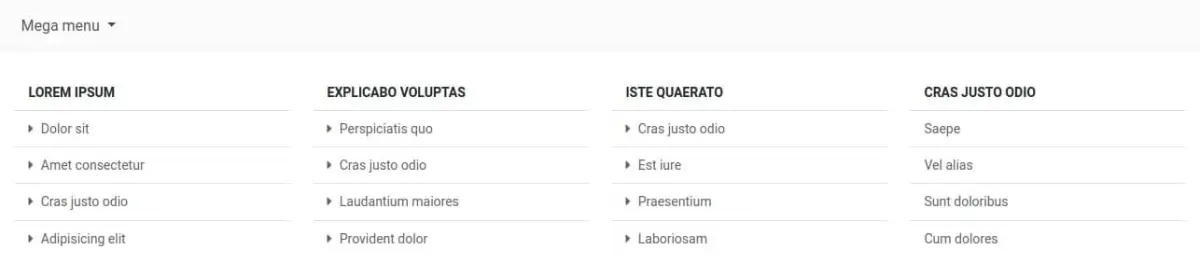 Mega menu
LOREM IPSUM
Dolor sit
Amet consectetur
Cras justo odio
Adipisicing elit
EXPLICABO VOLUPTAS
Perspiciatis quo
Cras justo odio
Laudantium maiores
Provident dolor
ISTE QUAERATO
Cras justo odio
Est iure
Praesentium
Laboriosam
CRAS JUSTO ODIO
Saepe
Vel alias
Sunt doloribus
Cum dolores